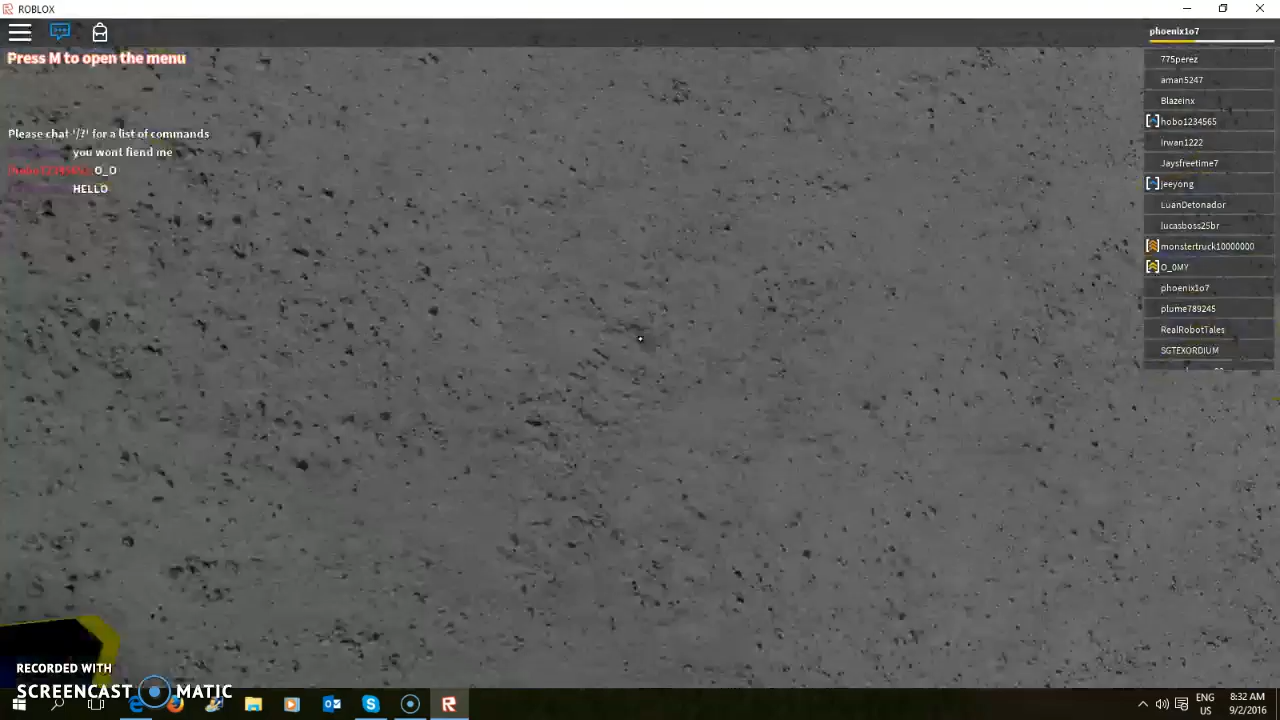 ROBLOX
phoenix1o7
Press M to open the menu
775perez
aman5247
Blazeinx
hobo1234565
Irwan1222
Jaysfreetime7
jeeyong
LuanDetonador
lucasboss25br
monstertruck10000000
O_0MY
phoenix1o7
plume789245
RealRobotTales
SGTEXORDIUM
Please chat '/?' for a list of commands
you wont fiend me
O_O
HELLO
RECORDED WITH
SCREENCAST MATIC
ENG
US
8:32 AM
9/2/2016